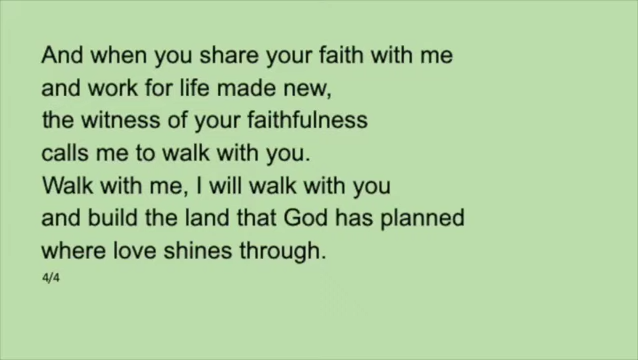 And when you share your faith with me
and work for life made new,
the witness of your faithfulness
calls me to walk with you.
Walk with me, I will walk with you
and build the land that God has planned
where love shines through.
4/4